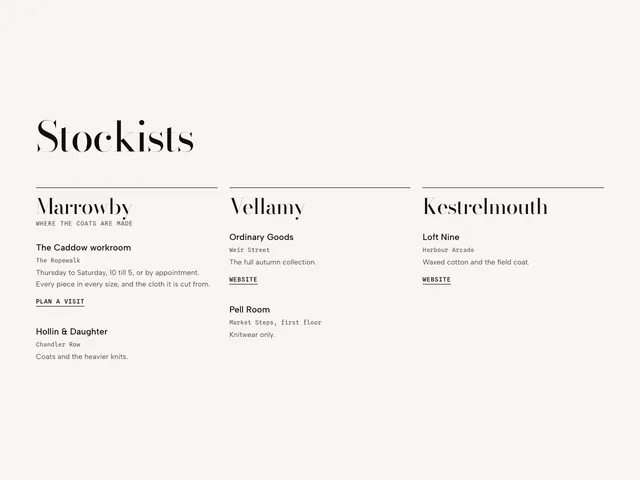 Stockists
Marrowby
WHERE THE COATS ARE MADE
The Caddow workroom
The Ropewalk
Thursday to Saturday, 10 till 5, or by appointment.
Every piece in every size, and the cloth it is cut from.
PLAN A VISIT
Hollin & Daughter
Chandler Row
Coats and the heavier knits.
Vellamy
Ordinary Goods
Weir Street
The full autumn collection.
WEBSITE
Pell Room
Market Steps, first floor
Knitwear only.
Kestrelmouth
Loft Nine
Harbour Arcade
Waxed cotton and the field coat.
WEBSITE